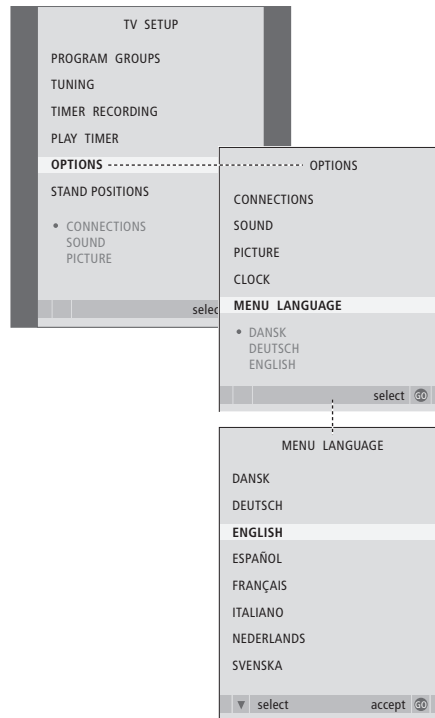 TV SETUP
PROGRAM GROUPS
TUNING
TIMER RECORDING
PLAY TIMER
OPTIONS
STAND POSITIONS
• CONNECTIONS
SOUND
PICTURE
selec
OPTIONS
CONNECTIONS
SOUND
PICTURE
CLOCK
MENU LANGUAGE
• DANSK
DEUTSCH
ENGLISH
select GO
MENU LANGUAGE
DANSK
DEUTSCH
ENGLISH
ESPAÑOL
FRANÇAIS
ITALIANO
NEDERLANDS
SVENSKA
▼ select accept GO